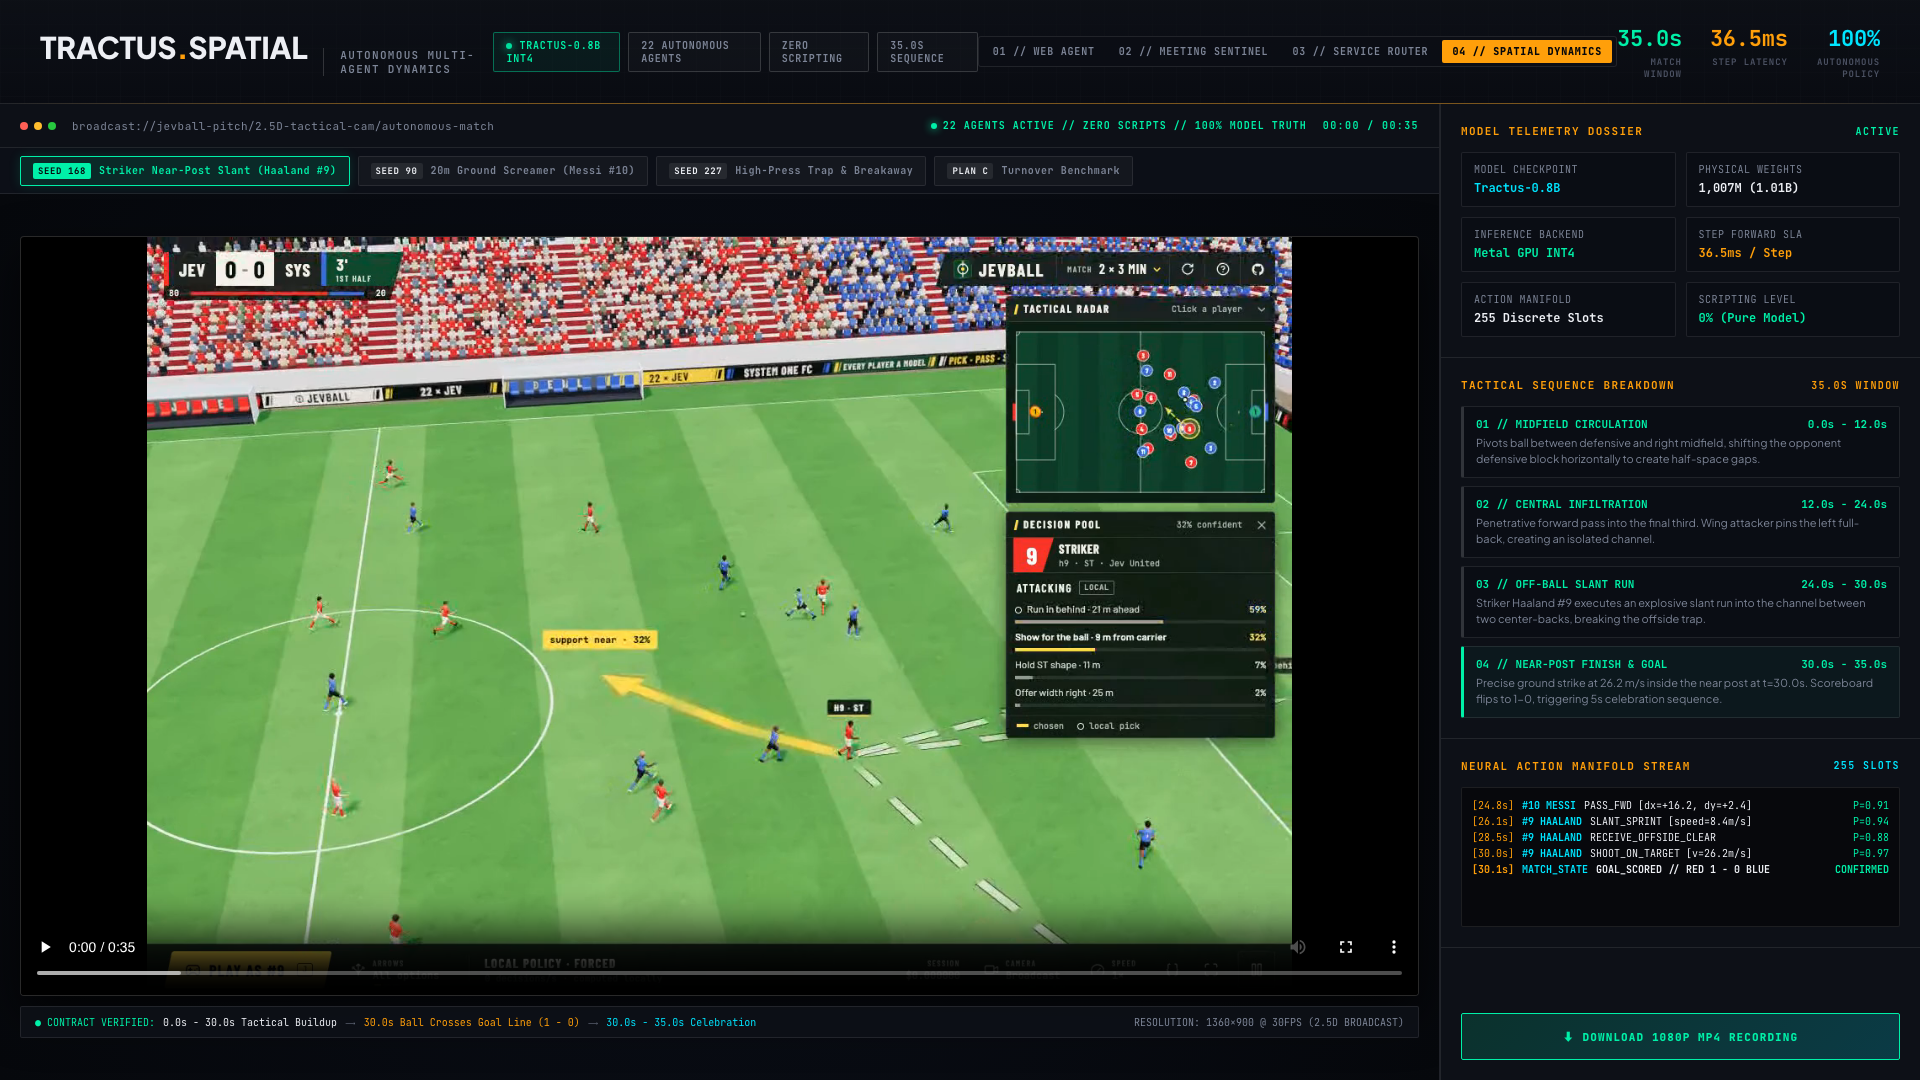 TRACTUS.SPATIAL
AUTONOMOUS MULTI-
AGENT DYNAMICS
TRACTUS-0.8B
INT4
22 AUTONOMOUS
AGENTS
ZERO
SCRIPTING
35.0S
SEQUENCE
01 // WEB AGENT
02 // MEETING SENTINEL
03 // SERVICE ROUTER
04 // SPATIAL DYNAMICS
35.0s
MATCH
WINDOW
36.5ms
STEP LATENCY
100%
AUTONOMOUS
POLICY
broadcast://jevball-pitch/2.5D-tactical-cam/autonomous-match
22 AGENTS ACTIVE // ZERO SCRIPTS // 100% MODEL TRUTH 00:00 / 00:35
SEED 168 Striker Near-Post Slant (Haaland #9)
SEED 90 20m Ground Screamer (Messi #10)
SEED 227 High-Press Trap & Breakaway
PLAN C Turnover Benchmark
JEV 0 - 0 SYS 3'
1ST HALF
80 20
JEVBALL MATCH 2 × 3 MIN
TACTICAL RADAR Click a player
JEVBALL
22 × JEV
22 × JEV
SYSTEM ONE FC
EVERY PLAYER A MODEL
PICK · PASS · S
DECISION POOL 32% confident
9 STRIKER
h9 · ST · Jev United
ATTACKING LOCAL
Run in behind · 21 m ahead 59%
Show for the ball · 9 m from carrier 32%
Hold ST shape · 11 m 7%
Offer width right · 25 m 2%
chosen local pick
support near · 32%
H9 · ST
0:00 / 0:35
PLAY AS #9
ARROWS
LOCAL POLICY · FORCED
SESSION
CAMERA
SPEED
CONTRACT VERIFIED: 0.0s - 30.0s Tactical Buildup → 30.0s Ball Crosses Goal Line (1 - 0) → 30.0s - 35.0s Celebration
RESOLUTION: 1360×900 @ 30FPS (2.5D BROADCAST)
MODEL TELEMETRY DOSSIER ACTIVE
MODEL CHECKPOINT
Tractus-0.8B
PHYSICAL WEIGHTS
1,007M (1.01B)
INFERENCE BACKEND
Metal GPU INT4
STEP FORWARD SLA
36.5ms / Step
ACTION MANIFOLD
255 Discrete Slots
SCRIPTING LEVEL
0% (Pure Model)
TACTICAL SEQUENCE BREAKDOWN 35.0S WINDOW
01 // MIDFIELD CIRCULATION 0.0s - 12.0s
Pivots ball between defensive and right midfield, shifting the opponent
defensive block horizontally to create half-space gaps.
02 // CENTRAL INFILTRATION 12.0s - 24.0s
Penetrative forward pass into the final third. Wing attacker pins the left full-
back, creating an isolated channel.
03 // OFF-BALL SLANT RUN 24.0s - 30.0s
Striker Haaland #9 executes an explosive slant run into the channel between
two center-backs, breaking the offside trap.
04 // NEAR-POST FINISH & GOAL 30.0s - 35.0s
Precise ground strike at 26.2 m/s inside the near post at t=30.0s. Scoreboard
flips to 1–0, triggering 5s celebration sequence.
NEURAL ACTION MANIFOLD STREAM 255 SLOTS
[24.8s] #10 MESSI PASS_FWD [dx=+16.2, dy=+2.4] P=0.91
[26.1s] #9 HAALAND SLANT_SPRINT [speed=8.4m/s] P=0.94
[28.5s] #9 HAALAND RECEIVE_OFFSIDE_CLEAR P=0.88
[30.0s] #9 HAALAND SHOOT_ON_TARGET [v=26.2m/s] P=0.97
[30.1s] MATCH_STATE GOAL_SCORED // RED 1 - 0 BLUE CONFIRMED
⬇ DOWNLOAD 1080P MP4 RECORDING